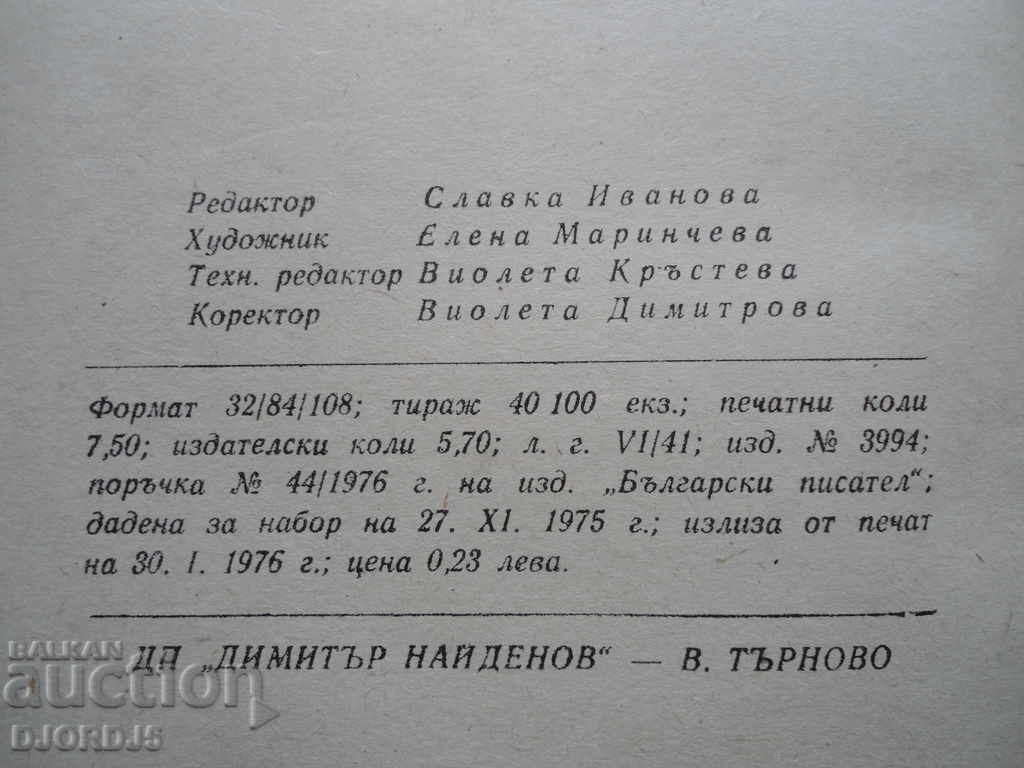 Редактор Славка Иванова
Художник Елена Маринчева
Техн. редактор Виолета Кръстева
Коректор Виолета Димитрова
Формат 32/84/108; тираж 40 100 екз.; печатни коли
7,50; издателски коли 5,70; л. г. VI/41; изд. № 3994;
поръчка № 44/1976 г. на изд. „Български писател“;
дадена за набор на 27. XI. 1975 г.; излиза от печат
на 30. I. 1976 г.; цена 0,23 лева.
ДП „ДИМИТЪР НАЙДЕНОВ“ — В. ТЪРНОВО
BALKAN
auction
DJORDJ5